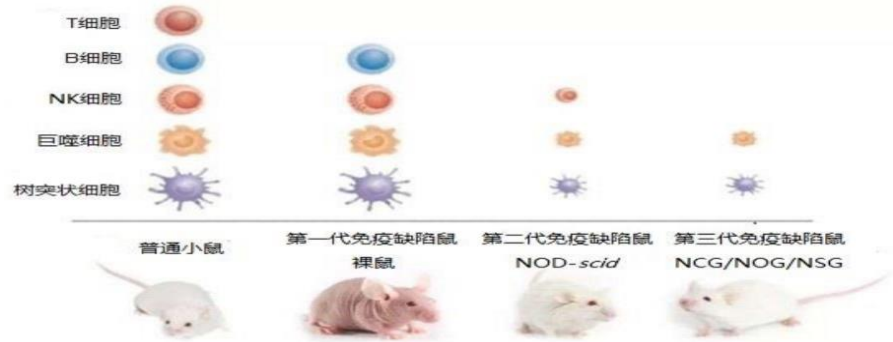 T细胞
B细胞
NK细胞
巨噬细胞
树突状细胞
普通小鼠
第一代免疫缺陷鼠
裸鼠
第二代免疫缺陷鼠
NOD-scid
第三代免疫缺陷鼠
NCG/NOG/NSG